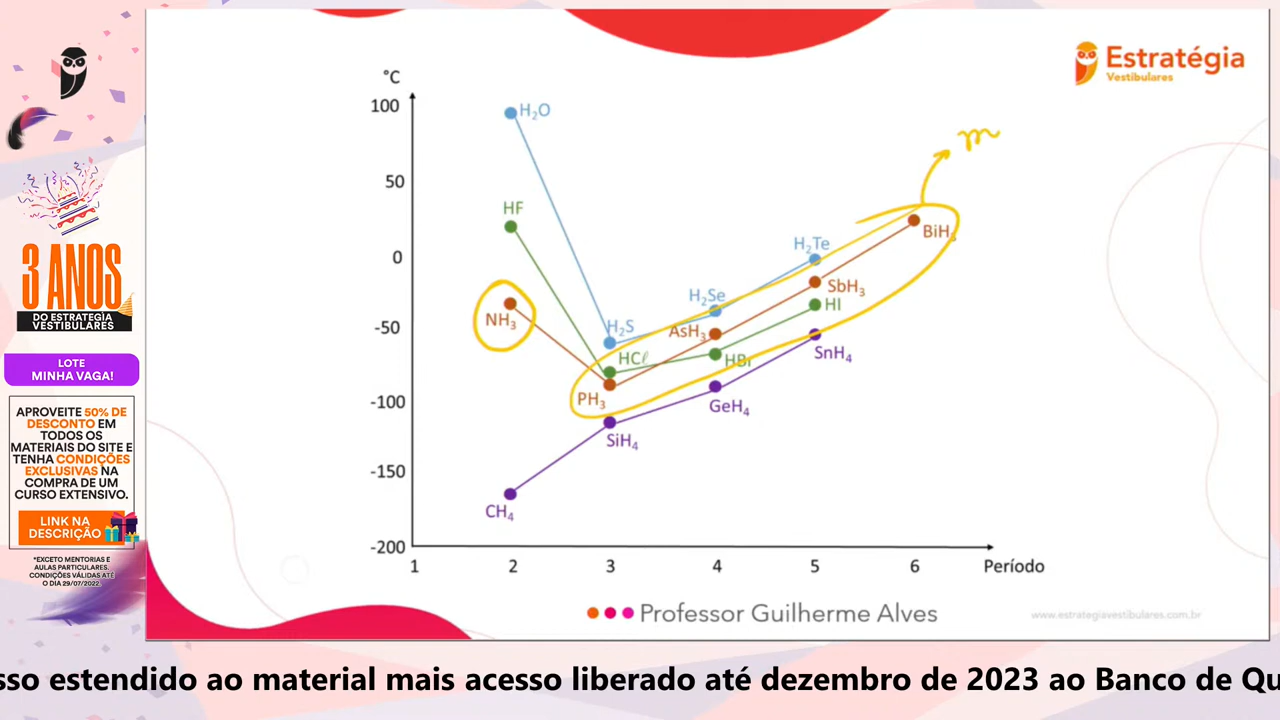 Estratégia
Vestibulares
°C
100
50
0
-50
-100
-150
-200
1 2 3 4 5 6 Período
H₂O
HF
NH₃
CH₄
H₂S
HCℓ
PH₃
SiH₄
H₂Se
AsH₃
HBr
GeH₄
H₂Te
SbH₃
HI
SnH₄
BiH₃
m
Professor Guilherme Alves
www.estrategiavestibulares.com.br
3 ANOS
DO ESTRATEGIA
VESTIBULARES
LOTE
MINHA VAGA!
APROVEITE 50% DE
DESCONTO EM
TODOS OS
MATERIAIS DO SITE E
TENHA CONDIÇÕES
EXCLUSIVAS NA
COMPRA DE UM
CURSO EXTENSIVO.
LINK NA
DESCRIÇÃO
*EXCETO MENTORIAS E
AULAS PARTICULARES.
CONDIÇÕES VÁLIDAS ATÉ
O DIA 29/07/2022.
sso estendido ao material mais acesso liberado até dezembro de 2023 ao Banco de Qu